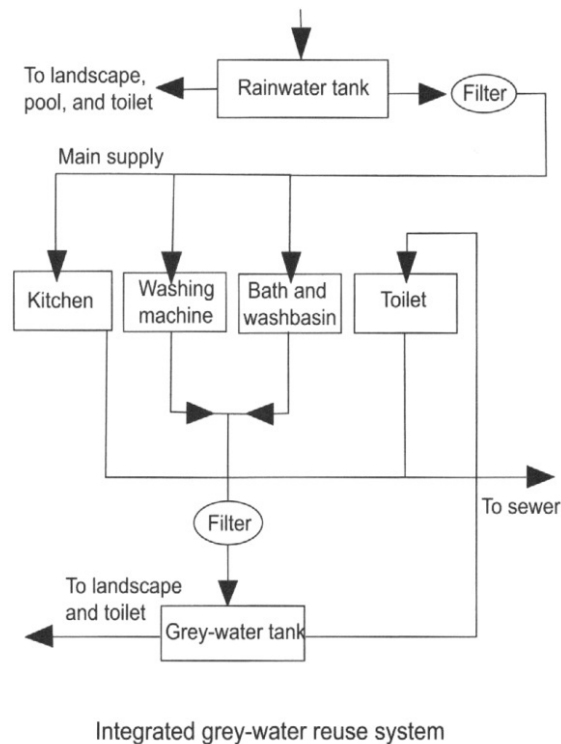 To landscape,
pool, and toilet
Rainwater tank
Filter
Main supply
Kitchen
Washing
machine
Bath and
washbasin
Toilet
To sewer
Filter
To landscape
and toilet
Grey-water tank
Integrated grey-water reuse system